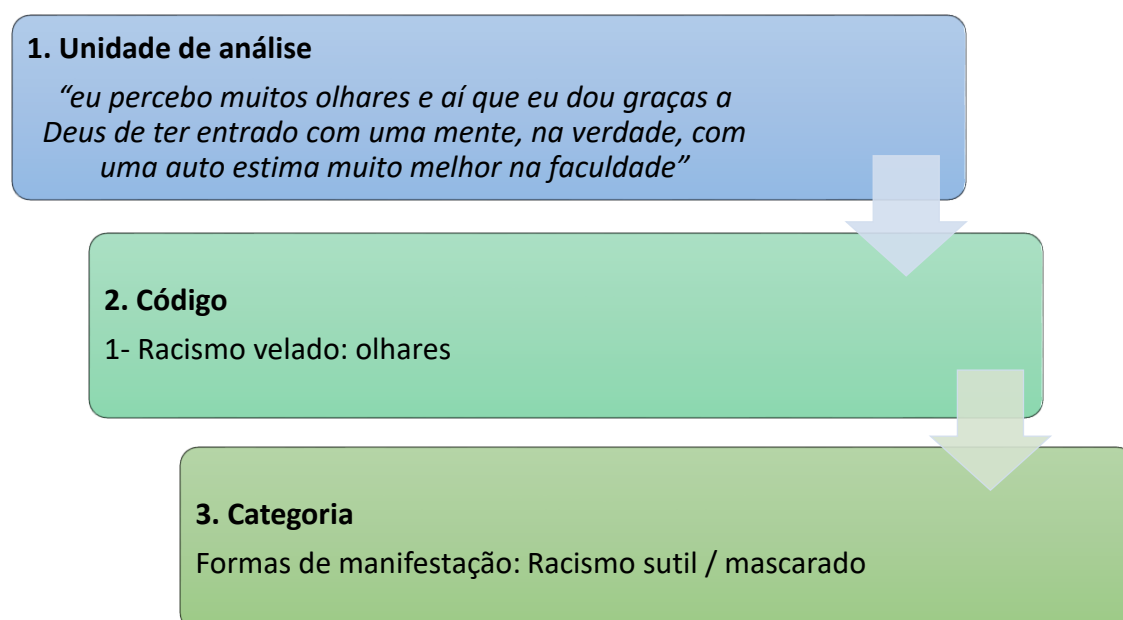 1. Unidade de análise
“eu percebo muitos olhares e aí que eu dou graças a
Deus de ter entrado com uma mente, na verdade, com
uma auto estima muito melhor na faculdade”
2. Código
1- Racismo velado: olhares
3. Categoria
Formas de manifestação: Racismo sutil / mascarado